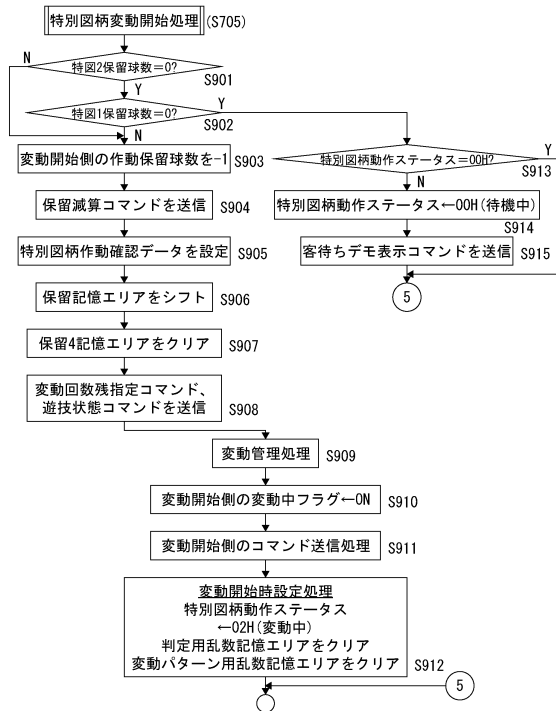 特別図柄変動開始処理
(S705)
N
特図2保留球数=0?
S901
Y
特図1保留球数=0?
Y
S902
N
変動開始側の作動保留球数を-1
S903
保留減算コマンドを送信
S904
特別図柄作動確認データを設定
S905
保留記憶エリアをシフト
S906
保留4記憶エリアをクリア
S907
変動回数残指定コマンド、
遊技状態コマンドを送信
S908
特別図柄動作ステータス=00H?
Y
S913
N
特別図柄動作ステータス←00H(待機中)
S914
客待ちデモ表示コマンドを送信
S915
5
変動管理処理
S909
変動開始側の変動中フラグ←ON
S910
変動開始側のコマンド送信処理
S911
変動開始時設定処理
特別図柄動作ステータス
←02H(変動中)
判定用乱数記憶エリアをクリア
変動パターン用乱数記憶エリアをクリア
S912
5